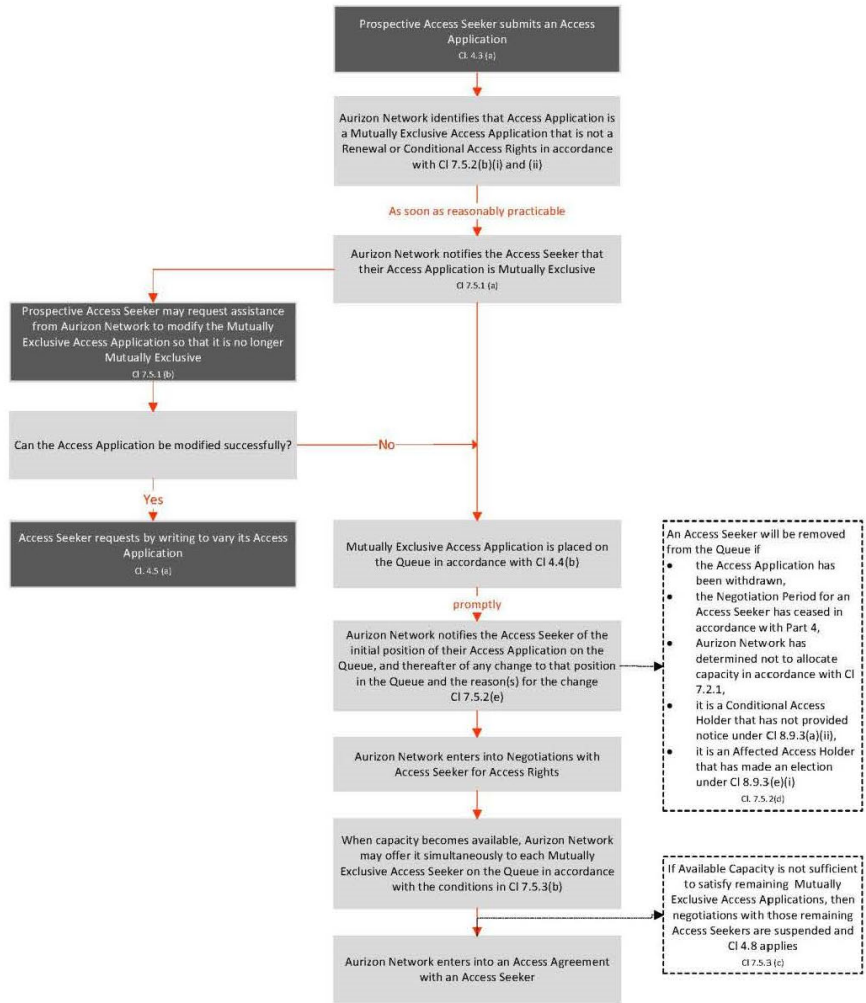 Prospective Access Seeker submits an Access
Application
Cl. 4.3 (a)
Aurizon Network identifies that Access Application is
a Mutually Exclusive Access Application that is not a
Renewal or Conditional Access Rights in accordance
with Cl 7.5.2(b)(i) and (ii)
As soon as reasonably practicable
Aurizon Network notifies the Access Seeker that
their Access Application is Mutually Exclusive
Cl 7.5.1 (a)
Prospective Access Seeker may request assistance
from Aurizon Network to modify the Mutually
Exclusive Access Application so that it is no longer
Mutually Exclusive
Cl 7.5.1 (b)
Can the Access Application be modified successfully?
No
Yes
Access Seeker requests by writing to vary its Access
Application
Cl. 4.5 (a)
Mutually Exclusive Access Application is placed on
the Queue in accordance with Cl 4.4(b)
promptly
Aurizon Network notifies the Access Seeker of the
initial position of their Access Application on the
Queue, and thereafter of any change to that position
in the Queue and the reason(s) for the change
Cl 7.5.2(e)
An Access Seeker will be removed
from the Queue if
● the Access Application has
been withdrawn,
● the Negotiation Period for an
Access Seeker has ceased in
accordance with Part 4,
● Aurizon Network has
determined not to allocate
capacity in accordance with Cl
7.2.1,
● it is a Conditional Access
Holder that has not provided
notice under Cl 8.9.3(a)(ii),
● it is an Affected Access Holder
that has made an election
under Cl 8.9.3(e)(i)
Cl. 7.5.2(d)
Aurizon Network enters into Negotiations with
Access Seeker for Access Rights
When capacity becomes available, Aurizon Network
may offer it simultaneously to each Mutually
Exclusive Access Seeker on the Queue in accordance
with the conditions in Cl 7.5.3(b)
If Available Capacity is not sufficient
to satisfy remaining Mutually
Exclusive Access Applications, then
negotiations with those remaining
Access Seekers are suspended and
Cl 4.8 applies
Cl 7.5.3 (c)
Aurizon Network enters into an Access Agreement
with an Access Seeker